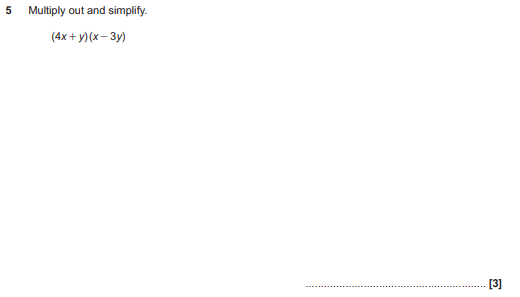 5 Multiply out and simplify.
(4x + y)(x – 3y)
............................................................ [3]